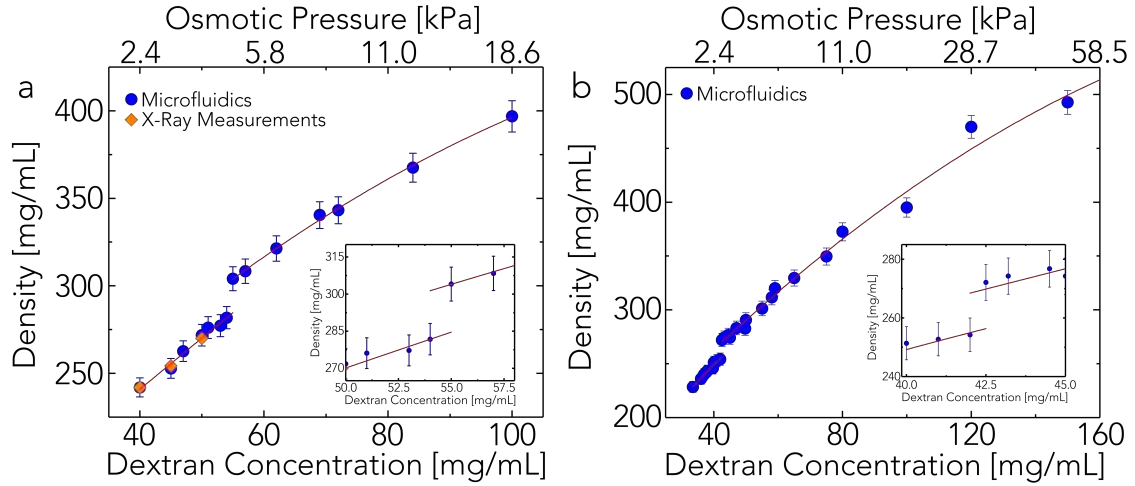 Osmotic Pressure [kPa]
2.4 5.8 11.0 18.6
a
Microfluidics
X-Ray Measurements
400
350
300
250
Density [mg/mL]
315
300
285
270
Density [mg/mL]
50.0 52.5 55.0 57.5
Dextran Concentration [mg/mL]
40 60 80 100
Dextran Concentration [mg/mL]
Osmotic Pressure [kPa]
2.4 11.0 28.7 58.5
b
Microfluidics
500
400
300
200
Density [mg/mL]
280
260
240
Density [mg/mL]
40.0 42.5 45.0
Dextran Concentration [mg/mL]
40 80 120 160
Dextran Concentration [mg/mL]